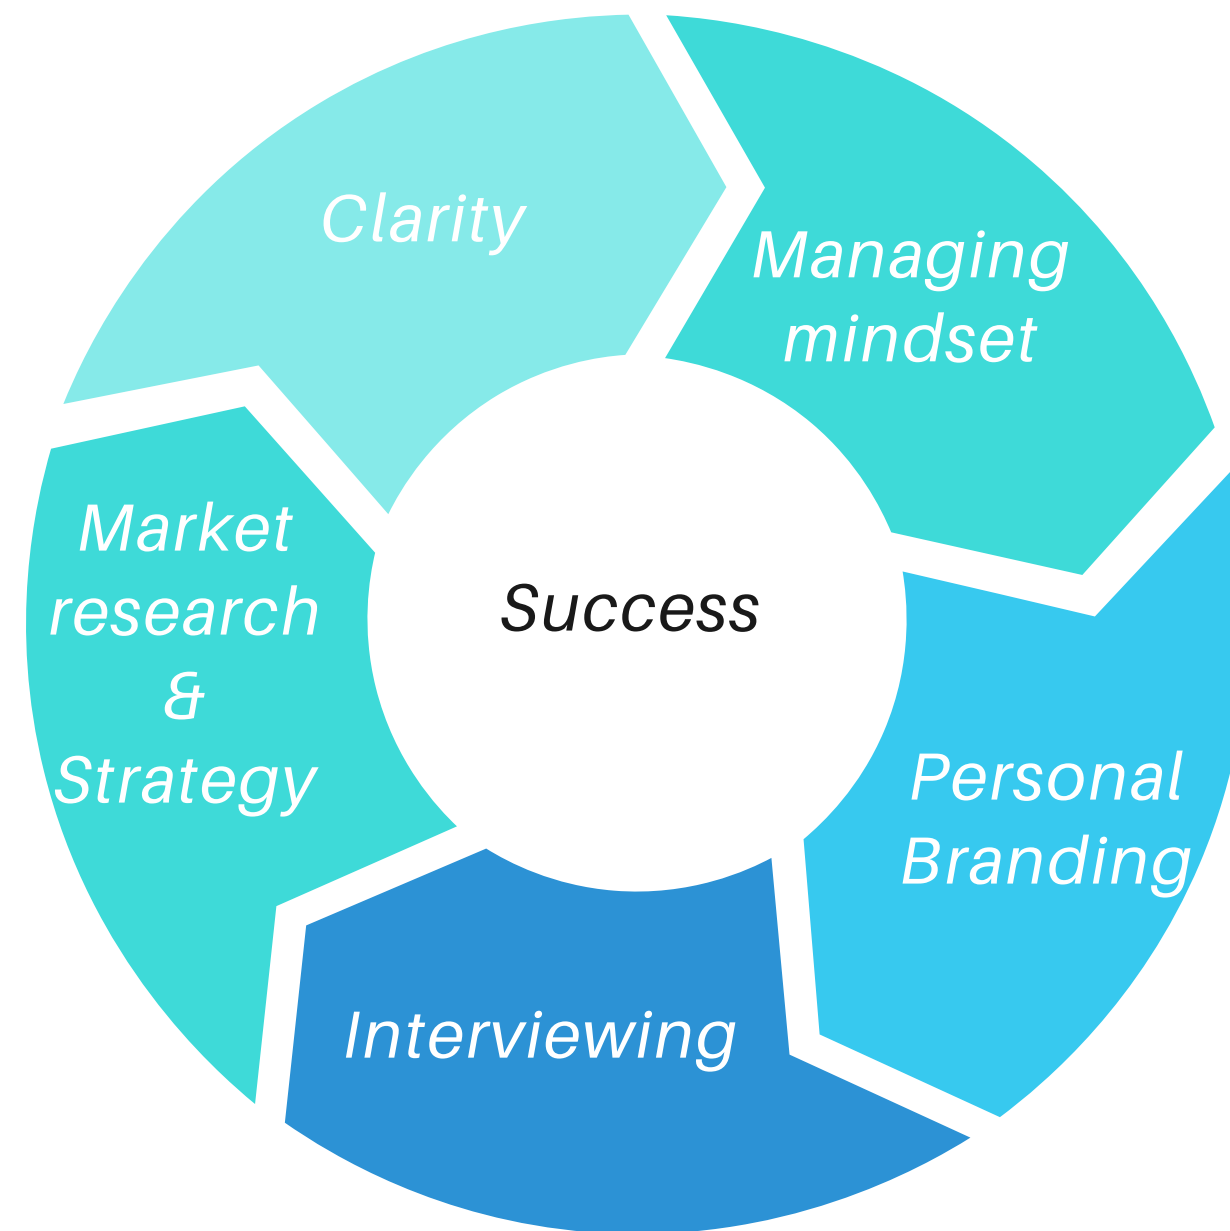 Clarity
Managing
mindset
Personal
Branding
Interviewing
Market
research
&
Strategy
Success